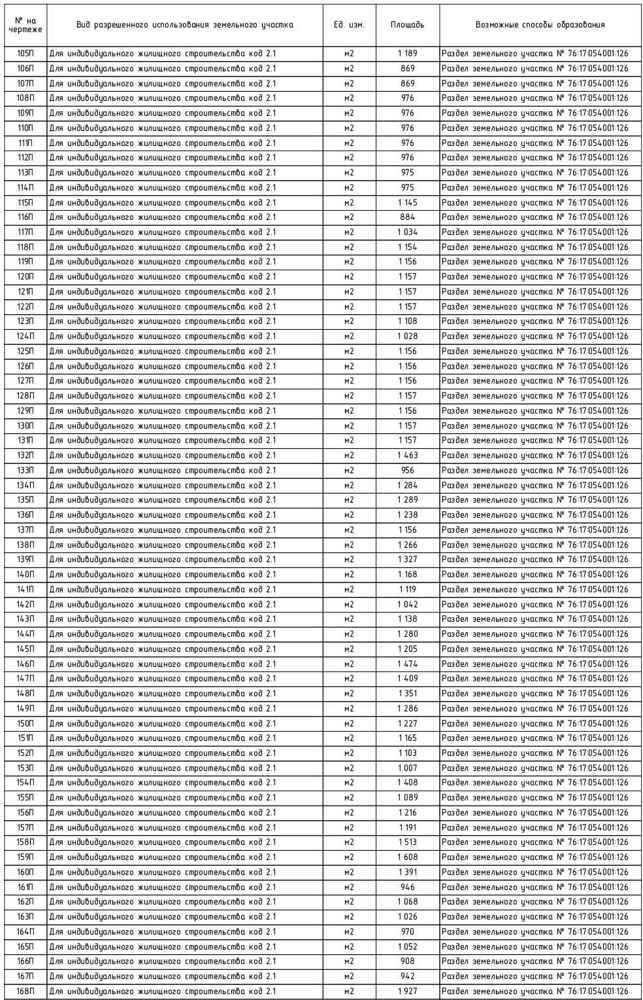 № на чертеже Вид разрешенного использования земельного участка Ед. изм. Площадь Возможные способы образования
105П Для индивидуального жилищного строительства код 2.1 м2 1 189 Раздел земельного участка № 76:17:054001:126
106П Для индивидуального жилищного строительства код 2.1 м2 869 Раздел земельного участка № 76:17:054001:126
107П Для индивидуального жилищного строительства код 2.1 м2 869 Раздел земельного участка № 76:17:054001:126
108П Для индивидуального жилищного строительства код 2.1 м2 976 Раздел земельного участка № 76:17:054001:126
109П Для индивидуального жилищного строительства код 2.1 м2 976 Раздел земельного участка № 76:17:054001:126
110П Для индивидуального жилищного строительства код 2.1 м2 976 Раздел земельного участка № 76:17:054001:126
111П Для индивидуального жилищного строительства код 2.1 м2 976 Раздел земельного участка № 76:17:054001:126
112П Для индивидуального жилищного строительства код 2.1 м2 976 Раздел земельного участка № 76:17:054001:126
113П Для индивидуального жилищного строительства код 2.1 м2 975 Раздел земельного участка № 76:17:054001:126
114П Для индивидуального жилищного строительства код 2.1 м2 975 Раздел земельного участка № 76:17:054001:126
115П Для индивидуального жилищного строительства код 2.1 м2 1 145 Раздел земельного участка № 76:17:054001:126
116П Для индивидуального жилищного строительства код 2.1 м2 884 Раздел земельного участка № 76:17:054001:126
117П Для индивидуального жилищного строительства код 2.1 м2 1 034 Раздел земельного участка № 76:17:054001:126
118П Для индивидуального жилищного строительства код 2.1 м2 1 154 Раздел земельного участка № 76:17:054001:126
119П Для индивидуального жилищного строительства код 2.1 м2 1 156 Раздел земельного участка № 76:17:054001:126
120П Для индивидуального жилищного строительства код 2.1 м2 1 157 Раздел земельного участка № 76:17:054001:126
121П Для индивидуального жилищного строительства код 2.1 м2 1 157 Раздел земельного участка № 76:17:054001:126
122П Для индивидуального жилищного строительства код 2.1 м2 1 157 Раздел земельного участка № 76:17:054001:126
123П Для индивидуального жилищного строительства код 2.1 м2 1 108 Раздел земельного участка № 76:17:054001:126
124П Для индивидуального жилищного строительства код 2.1 м2 1 028 Раздел земельного участка № 76:17:054001:126
125П Для индивидуального жилищного строительства код 2.1 м2 1 156 Раздел земельного участка № 76:17:054001:126
126П Для индивидуального жилищного строительства код 2.1 м2 1 156 Раздел земельного участка № 76:17:054001:126
127П Для индивидуального жилищного строительства код 2.1 м2 1 156 Раздел земельного участка № 76:17:054001:126
128П Для индивидуального жилищного строительства код 2.1 м2 1 157 Раздел земельного участка № 76:17:054001:126
129П Для индивидуального жилищного строительства код 2.1 м2 1 156 Раздел земельного участка № 76:17:054001:126
130П Для индивидуального жилищного строительства код 2.1 м2 1 157 Раздел земельного участка № 76:17:054001:126
131П Для индивидуального жилищного строительства код 2.1 м2 1 157 Раздел земельного участка № 76:17:054001:126
132П Для индивидуального жилищного строительства код 2.1 м2 1 463 Раздел земельного участка № 76:17:054001:126
133П Для индивидуального жилищного строительства код 2.1 м2 956 Раздел земельного участка № 76:17:054001:126
134П Для индивидуального жилищного строительства код 2.1 м2 1 284 Раздел земельного участка № 76:17:054001:126
135П Для индивидуального жилищного строительства код 2.1 м2 1 289 Раздел земельного участка № 76:17:054001:126
136П Для индивидуального жилищного строительства код 2.1 м2 1 238 Раздел земельного участка № 76:17:054001:126
137П Для индивидуального жилищного строительства код 2.1 м2 1 156 Раздел земельного участка № 76:17:054001:126
138П Для индивидуального жилищного строительства код 2.1 м2 1 266 Раздел земельного участка № 76:17:054001:126
139П Для индивидуального жилищного строительства код 2.1 м2 1 327 Раздел земельного участка № 76:17:054001:126
140П Для индивидуального жилищного строительства код 2.1 м2 1 168 Раздел земельного участка № 76:17:054001:126
141П Для индивидуального жилищного строительства код 2.1 м2 1 119 Раздел земельного участка № 76:17:054001:126
142П Для индивидуального жилищного строительства код 2.1 м2 1 042 Раздел земельного участка № 76:17:054001:126
143П Для индивидуального жилищного строительства код 2.1 м2 1 138 Раздел земельного участка № 76:17:054001:126
144П Для индивидуального жилищного строительства код 2.1 м2 1 280 Раздел земельного участка № 76:17:054001:126
145П Для индивидуального жилищного строительства код 2.1 м2 1 205 Раздел земельного участка № 76:17:054001:126
146П Для индивидуального жилищного строительства код 2.1 м2 1 474 Раздел земельного участка № 76:17:054001:126
147П Для индивидуального жилищного строительства код 2.1 м2 1 409 Раздел земельного участка № 76:17:054001:126
148П Для индивидуального жилищного строительства код 2.1 м2 1 351 Раздел земельного участка № 76:17:054001:126
149П Для индивидуального жилищного строительства код 2.1 м2 1 286 Раздел земельного участка № 76:17:054001:126
150П Для индивидуального жилищного строительства код 2.1 м2 1 227 Раздел земельного участка № 76:17:054001:126
151П Для индивидуального жилищного строительства код 2.1 м2 1 165 Раздел земельного участка № 76:17:054001:126
152П Для индивидуального жилищного строительства код 2.1 м2 1 103 Раздел земельного участка № 76:17:054001:126
153П Для индивидуального жилищного строительства код 2.1 м2 1 007 Раздел земельного участка № 76:17:054001:126
154П Для индивидуального жилищного строительства код 2.1 м2 1 408 Раздел земельного участка № 76:17:054001:126
155П Для индивидуального жилищного строительства код 2.1 м2 1 089 Раздел земельного участка № 76:17:054001:126
156П Для индивидуального жилищного строительства код 2.1 м2 1 216 Раздел земельного участка № 76:17:054001:126
157П Для индивидуального жилищного строительства код 2.1 м2 1 191 Раздел земельного участка № 76:17:054001:126
158П Для индивидуального жилищного строительства код 2.1 м2 1 513 Раздел земельного участка № 76:17:054001:126
159П Для индивидуального жилищного строительства код 2.1 м2 1 608 Раздел земельного участка № 76:17:054001:126
160П Для индивидуального жилищного строительства код 2.1 м2 1 391 Раздел земельного участка № 76:17:054001:126
161П Для индивидуального жилищного строительства код 2.1 м2 946 Раздел земельного участка № 76:17:054001:126
162П Для индивидуального жилищного строительства код 2.1 м2 1 068 Раздел земельного участка № 76:17:054001:126
163П Для индивидуального жилищного строительства код 2.1 м2 1 026 Раздел земельного участка № 76:17:054001:126
164П Для индивидуального жилищного строительства код 2.1 м2 970 Раздел земельного участка № 76:17:054001:126
165П Для индивидуального жилищного строительства код 2.1 м2 1 052 Раздел земельного участка № 76:17:054001:126
166П Для индивидуального жилищного строительства код 2.1 м2 908 Раздел земельного участка № 76:17:054001:126
167П Для индивидуального жилищного строительства код 2.1 м2 942 Раздел земельного участка № 76:17:054001:126
168П Для индивидуального жилищного строительства код 2.1 м2 1 927 Раздел земельного участка № 76:17:054001:126